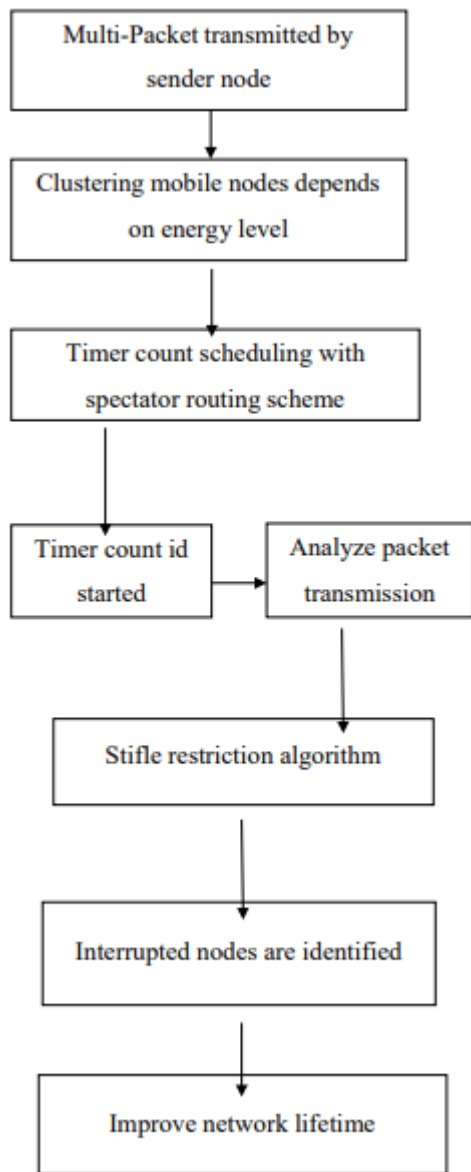 Multi-Packet transmitted by
sender node
Clustering mobile nodes depends
on energy level
Timer count scheduling with
spectator routing scheme
Timer count id
started
Analyze packet
transmission
Stifle restriction algorithm
Interrupted nodes are identified
Improve network lifetime